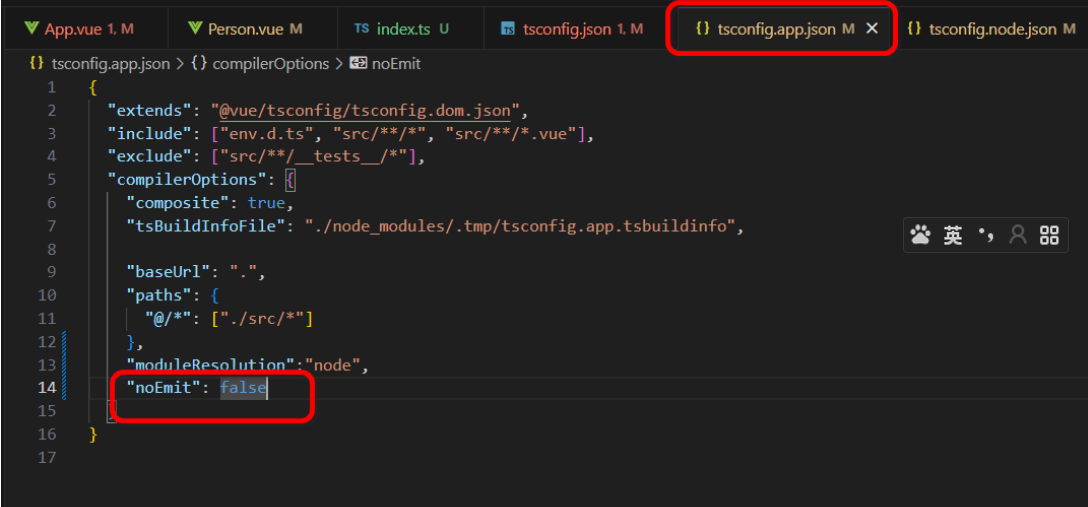 App.vue 1, M Person.vue M TS index.ts U TS tsconfig.json 1, M {} tsconfig.app.json M × {} tsconfig.node.json M
{} tsconfig.app.json > {} compilerOptions > noEmit
1 {
2 "extends": "@vue/tsconfig/tsconfig.dom.json",
3 "include": ["env.d.ts", "src/**/*", "src/**/*.vue"],
4 "exclude": ["src/**/__tests__/*"],
5 "compilerOptions": {
6 "composite": true,
7 "tsBuildInfoFile": "./node_modules/.tmp/tsconfig.app.tsbuildinfo",
8
英 •,
9 "baseUrl": ".",
10 "paths": {
11 "@/*": ["./src/*"]
12 },
13 "moduleResolution":"node",
14 "noEmit": false
15 }
16 }
17